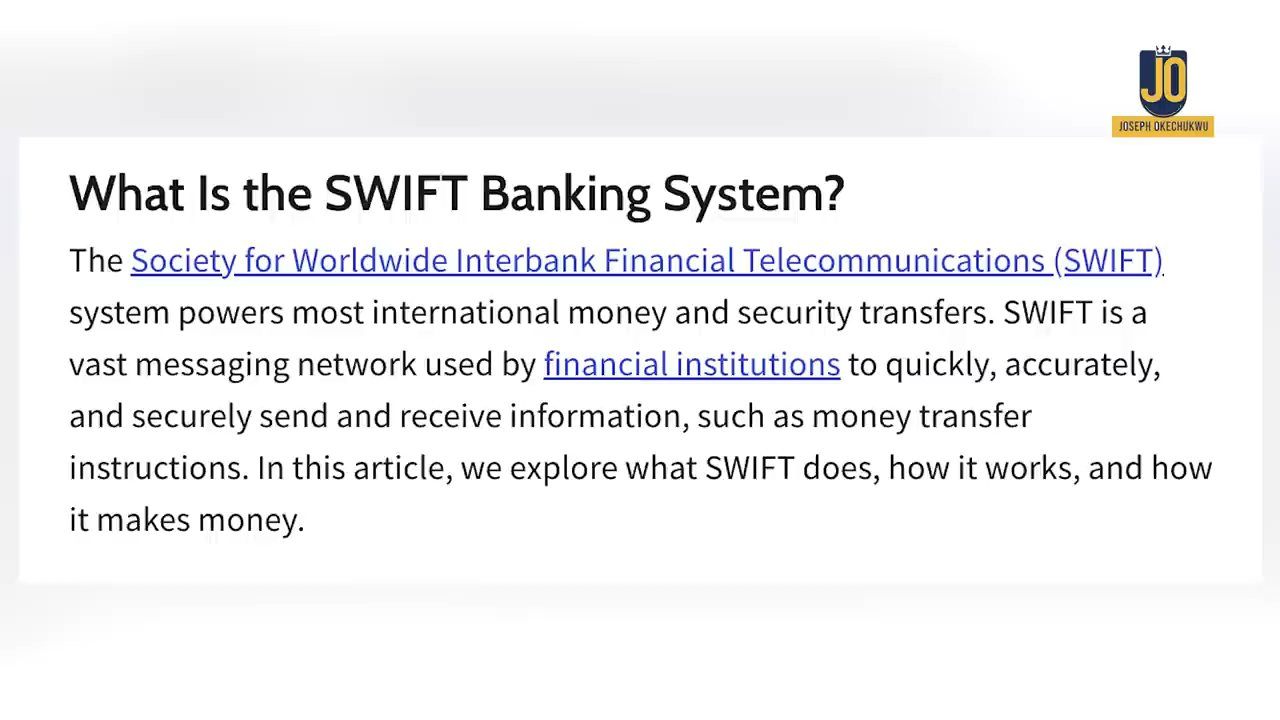 JO
JOSEPH OKECHUKWU
What Is the SWIFT Banking System?
The Society for Worldwide Interbank Financial Telecommunications (SWIFT)
system powers most international money and security transfers. SWIFT is a
vast messaging network used by financial institutions to quickly, accurately,
and securely send and receive information, such as money transfer
instructions. In this article, we explore what SWIFT does, how it works, and how
it makes money.